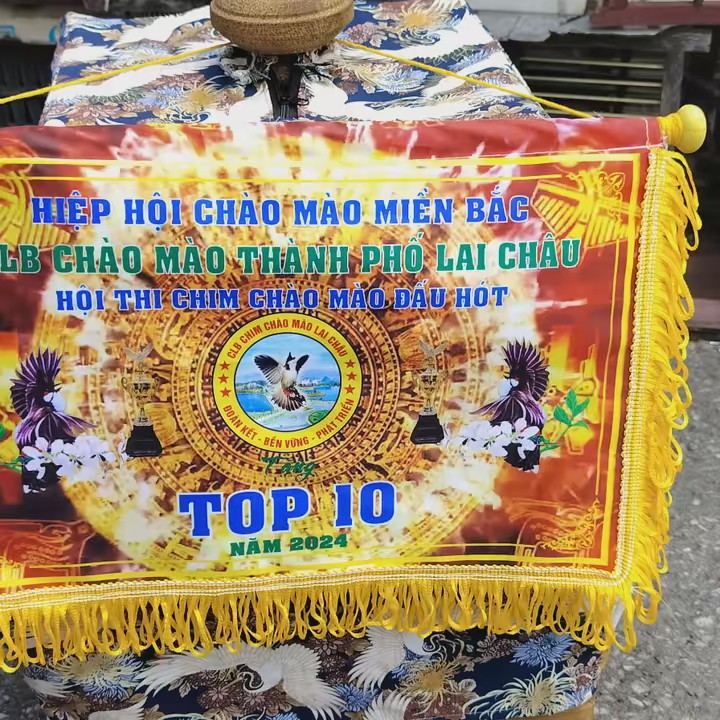 HIỆP HỘI CHÀO MÀO MIỀN BẮC
LB CHÀO MÀO THÀNH PHỐ LAI CHÂU
HỘI THI CHIM CHÀO MÀO ĐẤU HÓT
CLB CHIM CHÀO MÀO LAI CHÂU
ĐOÀN KẾT - BỀN VỮNG - PHÁT TRIỂN
Tặng
TOP 10
NĂM 2024